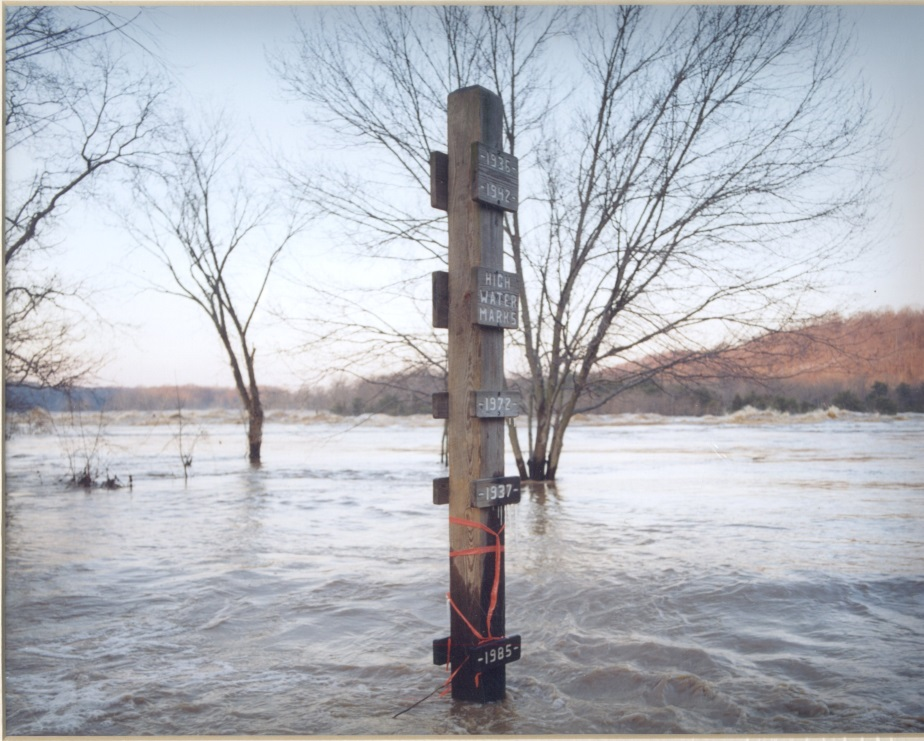 -1936-
-1942-
HIGH
WATER
MARKS
-1972-
-1937-
-1985-